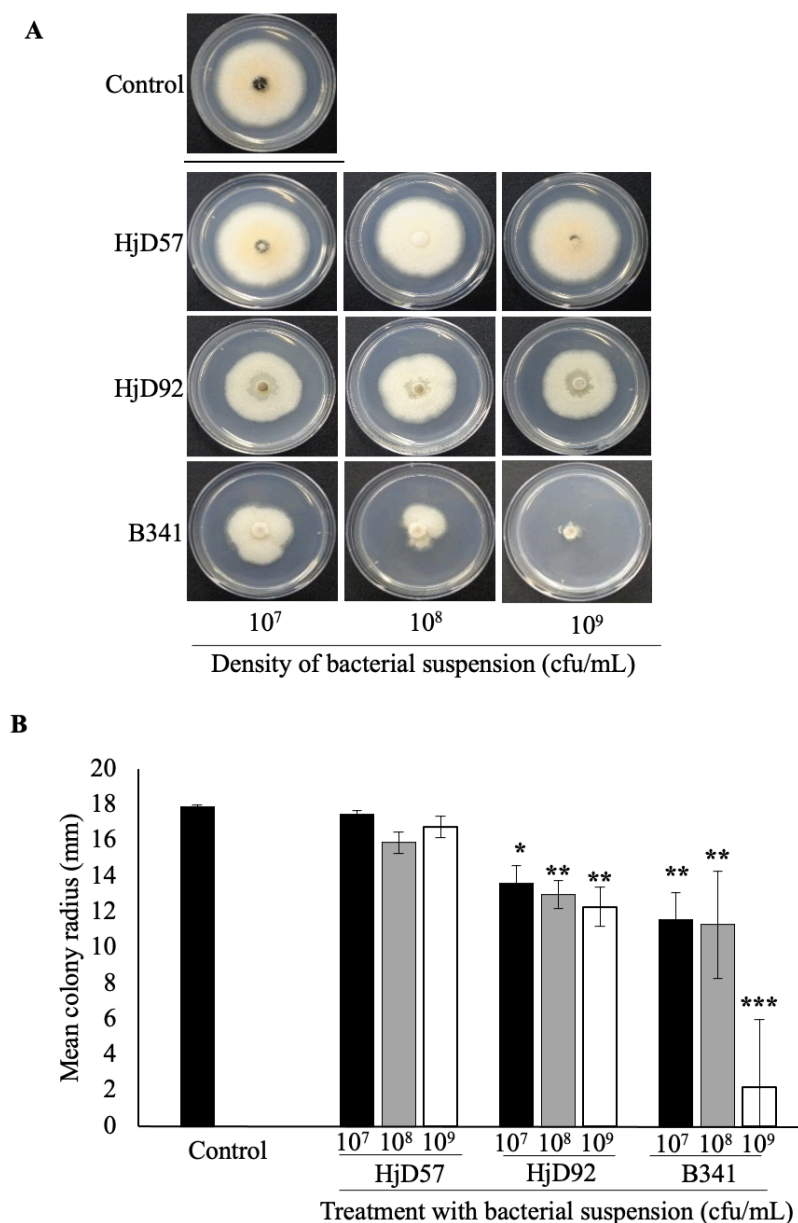 A
Control
HjD57
HjD92
B341
10⁷ 10⁸ 10⁹
Density of bacterial suspension (cfu/mL)
B
Mean colony radius (mm)
20
18
16
14
12
10
8
6
4
2
0
* ** ** ** ** ***
Control
10⁷ 10⁸ 10⁹ 10⁷ 10⁸ 10⁹ 10⁷ 10⁸ 10⁹
HjD57 HjD92 B341
Treatment with bacterial suspension (cfu/mL)